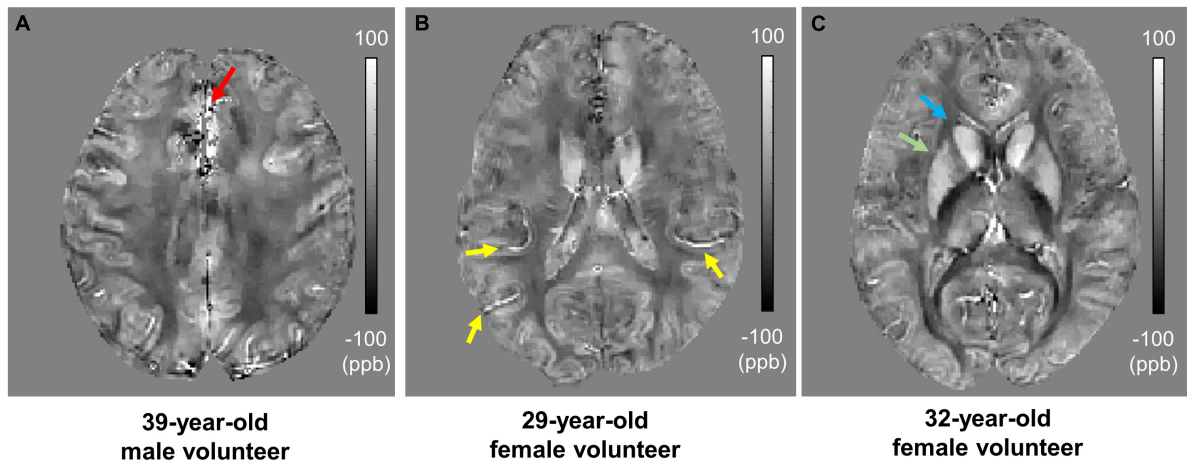 A
100
-100
(ppb)
39-year-old
male volunteer
B
100
-100
(ppb)
29-year-old
female volunteer
C
100
-100
(ppb)
32-year-old
female volunteer